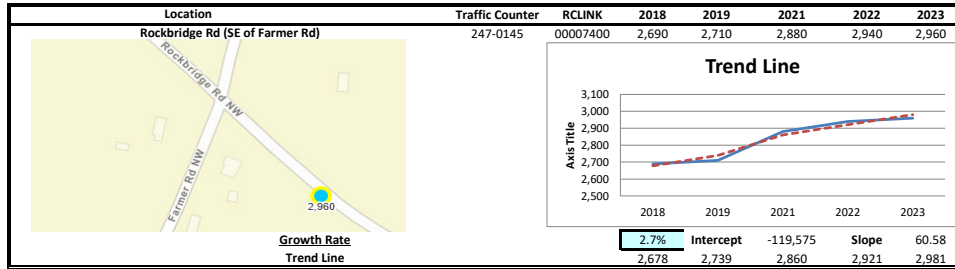 Location Traffic Counter RCLINK 2018 2019 2021 2022 2023
Rockbridge Rd (SE of Farmer Rd) 247-0145 00007400 2,690 2,710 2,880 2,940 2,960
Rockbridge Rd NW
Farmer Rd NW
2,960
Trend Line
Axis Title
3,100
3,000
2,900
2,800
2,700
2,600
2,500
2018 2019 2021 2022 2023
Growth Rate 2.7% Intercept -119,575 Slope 60.58
Trend Line 2,678 2,739 2,860 2,921 2,981